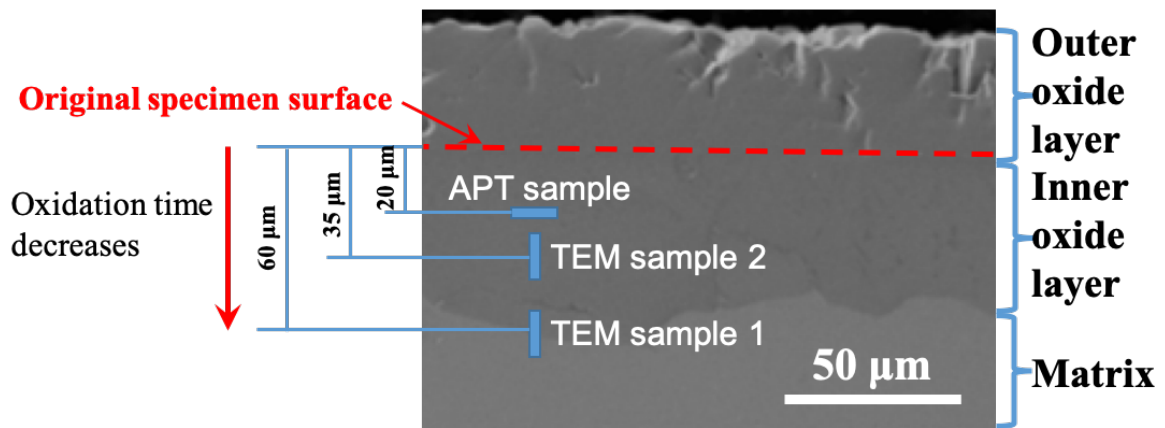 Outer
oxide
layer
Original specimen surface
Inner
oxide
layer
APT sample
20 μm
35 μm
60 μm
Oxidation time
decreases
TEM sample 2
TEM sample 1
50 μm
Matrix